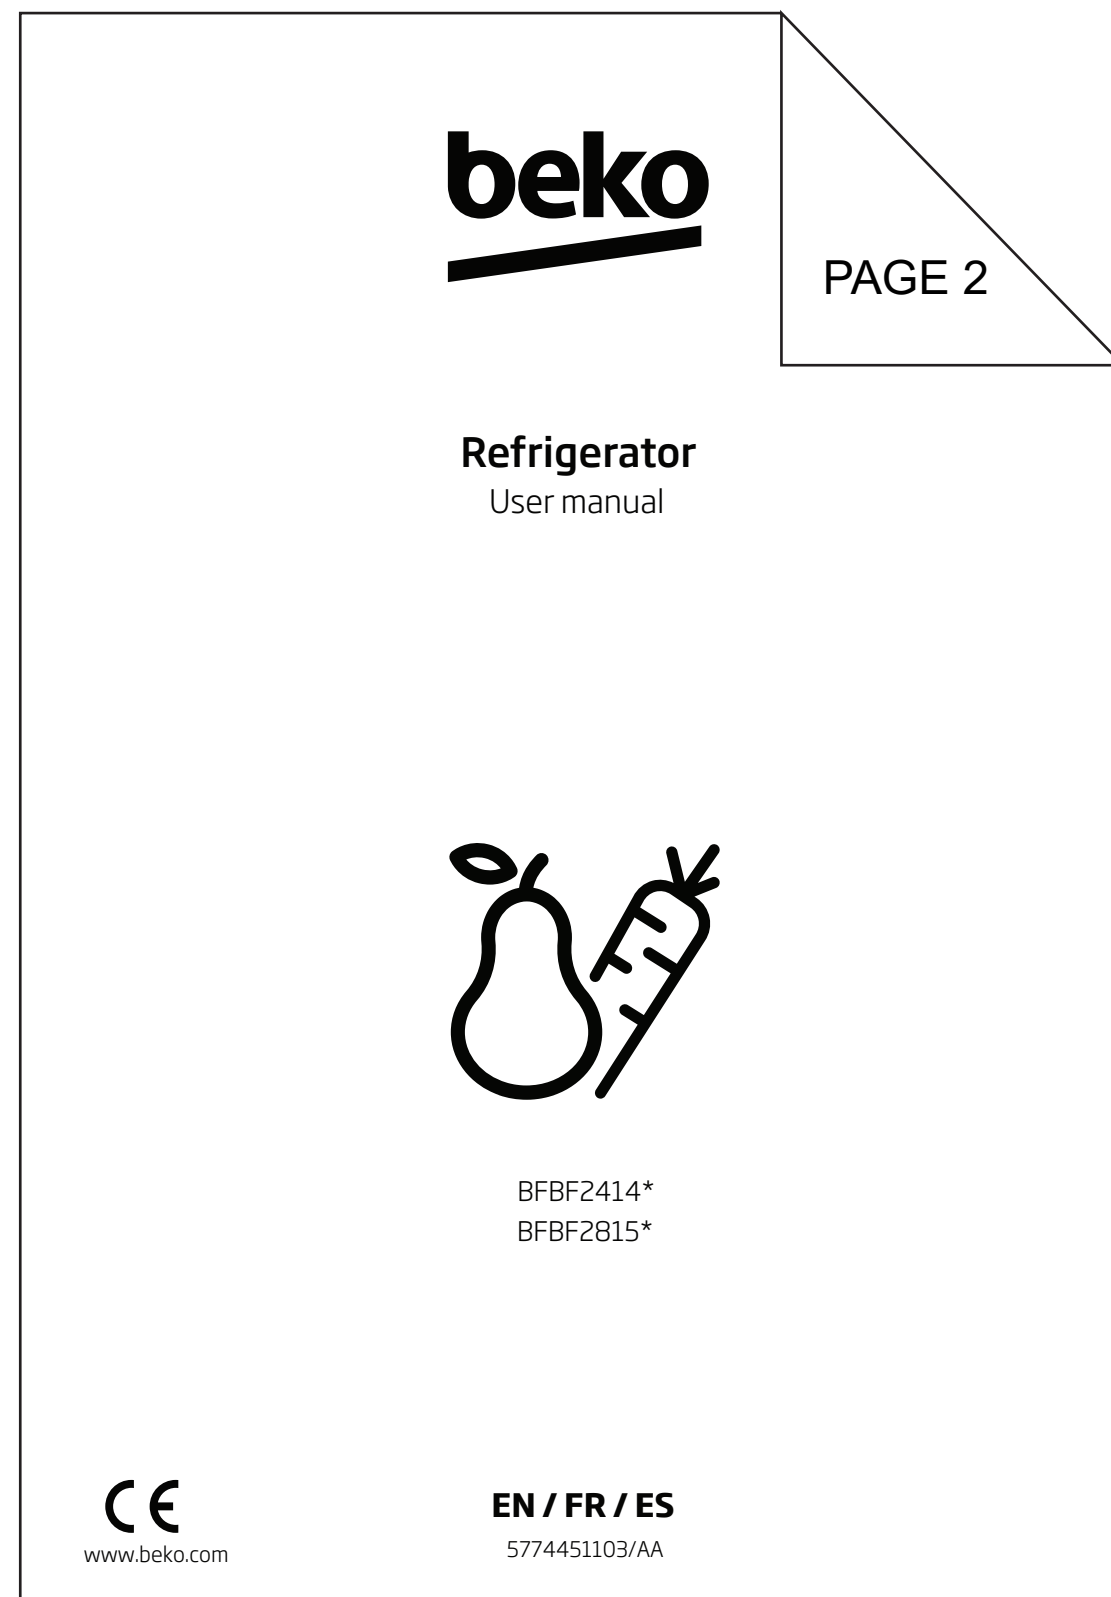 beko
PAGE 2
Refrigerator
User manual
BFBF2414*
BFBF2815*
CE
www.beko.com
EN / FR / ES
5774451103/AA